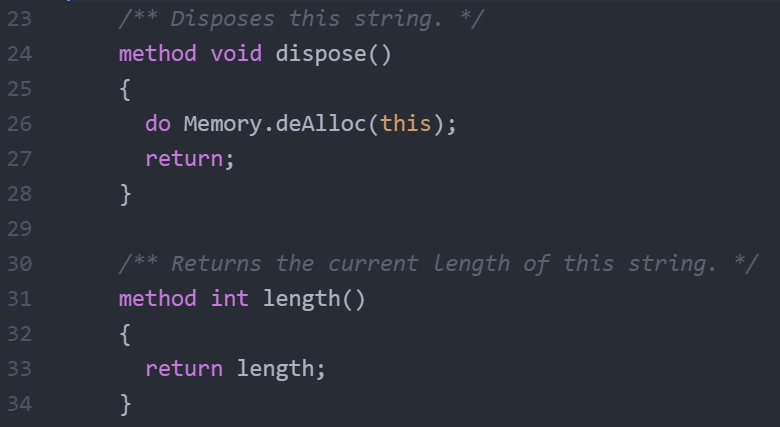 23 /** Disposes this string. */
24 method void dispose()
25 {
26 do Memory.deAlloc(this);
27 return;
28 }
29
30 /** Returns the current length of this string. */
31 method int length()
32 {
33 return length;
34 }